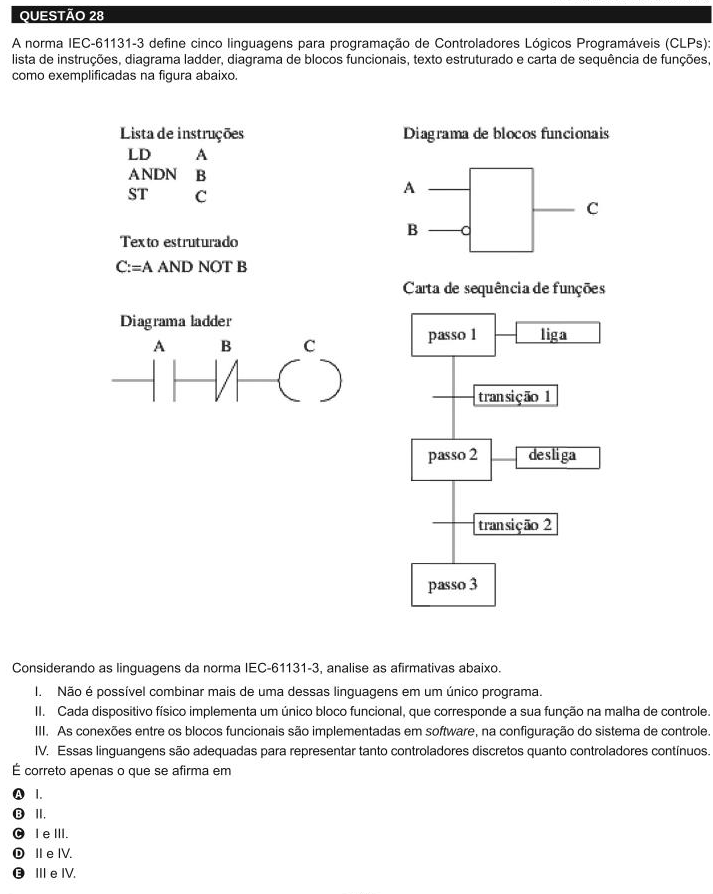 QUESTÃO 28
A norma IEC-61131-3 define cinco linguagens para programação de Controladores Lógicos Programáveis (CLPs):
lista de instruções, diagrama ladder, diagrama de blocos funcionais, texto estruturado e carta de sequência de funções,
como exemplificadas na figura abaixo.
Lista de instruções
LD A
ANDN B
ST C
Texto estruturado
C:=A AND NOT B
Diagrama ladder
A B C
Diagrama de blocos funcionais
A
B
C
Carta de sequência de funções
passo 1 liga
transição 1
passo 2 desliga
transição 2
passo 3
Considerando as linguagens da norma IEC-61131-3, analise as afirmativas abaixo.
I. Não é possível combinar mais de uma dessas linguagens em um único programa.
II. Cada dispositivo físico implementa um único bloco funcional, que corresponde a sua função na malha de controle.
III. As conexões entre os blocos funcionais são implementadas em software, na configuração do sistema de controle.
IV. Essas linguangens são adequadas para representar tanto controladores discretos quanto controladores contínuos.
É correto apenas o que se afirma em
A I.
B II.
C I e III.
D II e IV.
E III e IV.